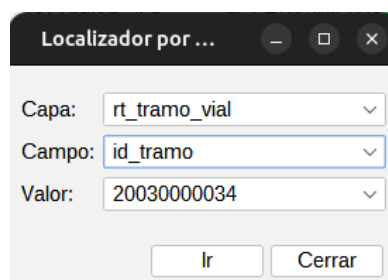 Localizador por ...
Capa: rt_tramo_vial
Campo: id_tramo
Valor: 20030000034
Ir Cerrar